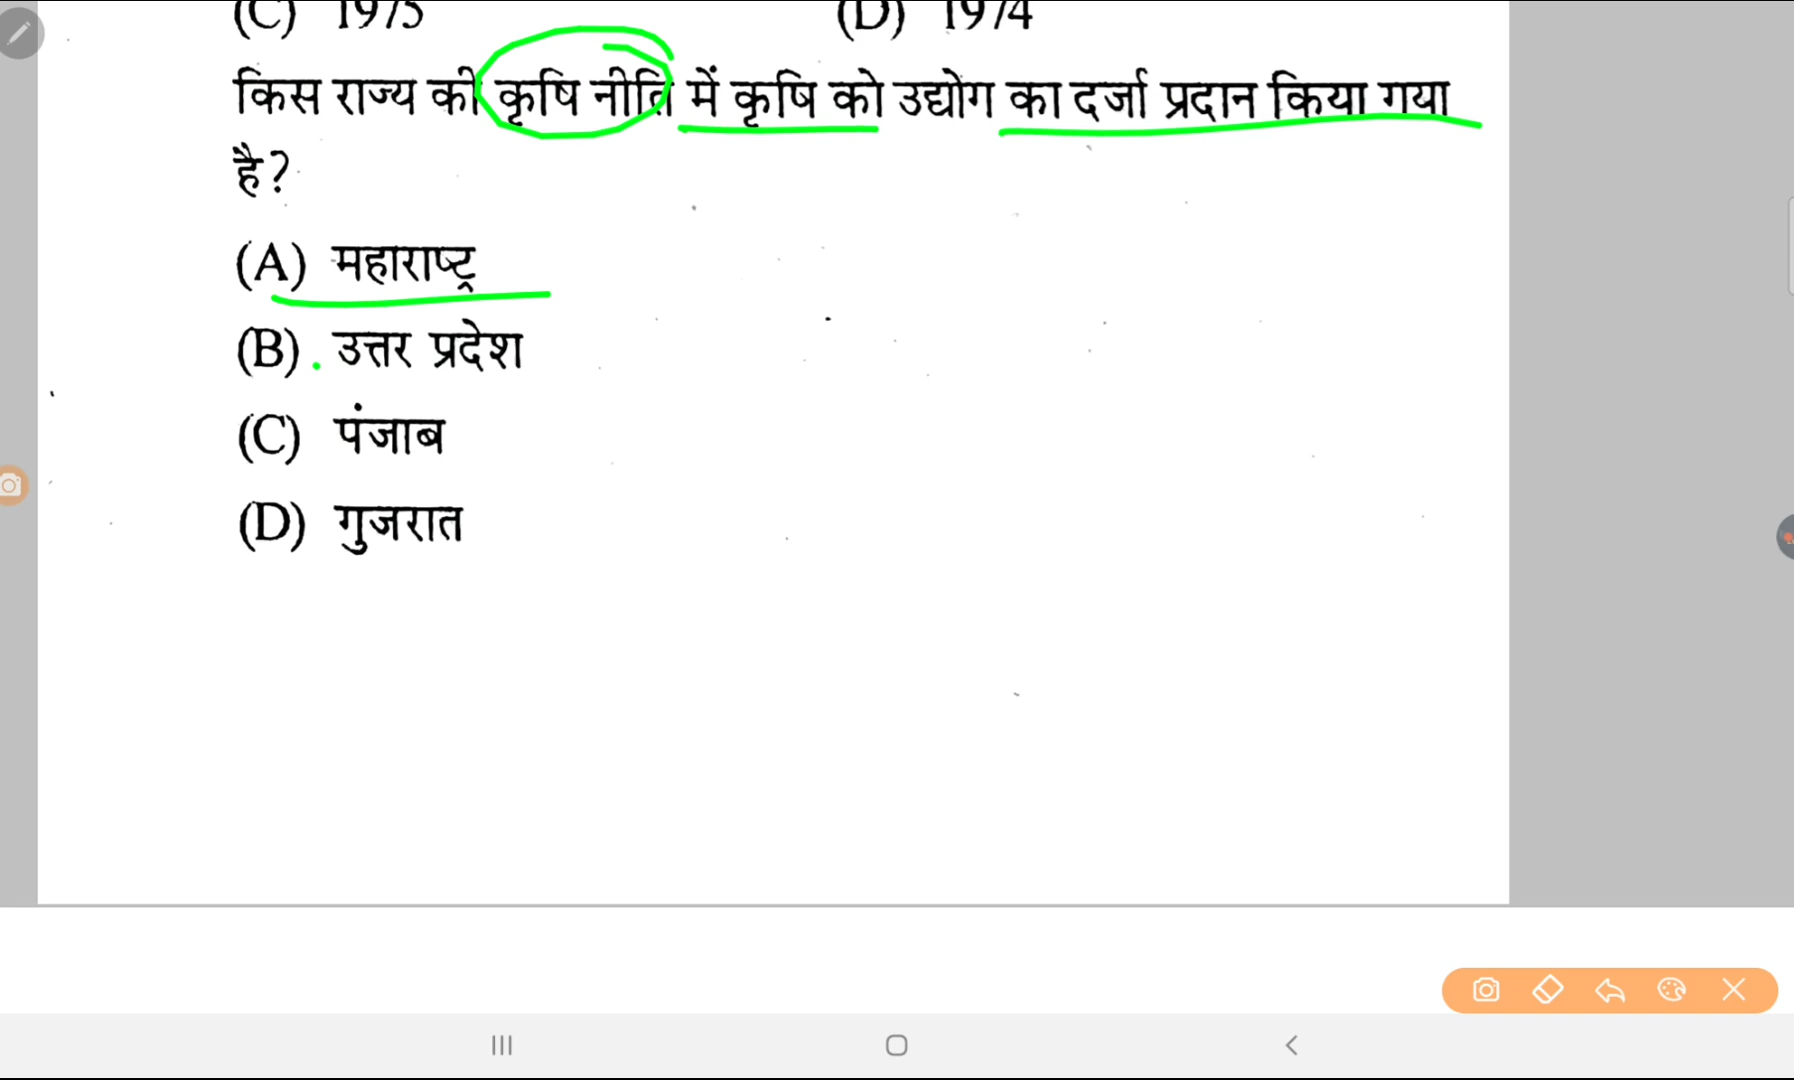 (C) 1975 (D) 1974
किस राज्य की कृषि नीति में कृषि को उद्योग का दर्जा प्रदान किया गया
है?
(A) महाराष्ट्र
(B) उत्तर प्रदेश
(C) पंजाब
(D) गुजरात